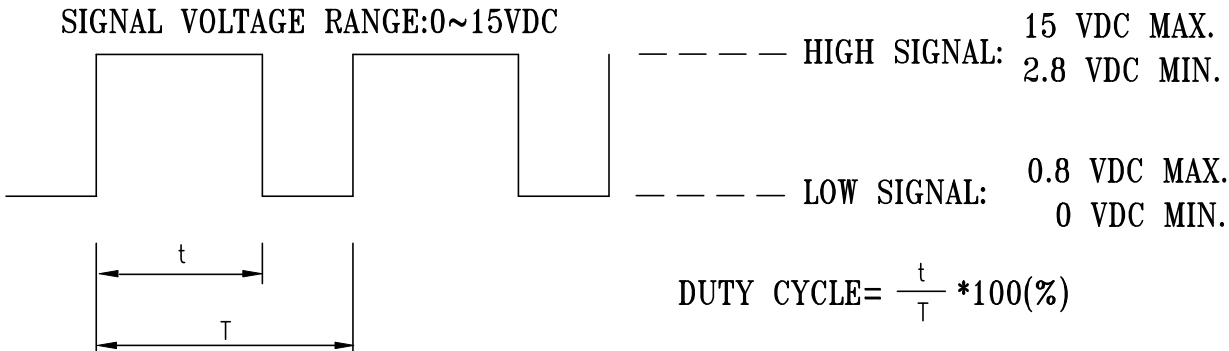 SIGNAL VOLTAGE RANGE:0~15VDC
HIGH SIGNAL:
15 VDC MAX.
2.8 VDC MIN.
LOW SIGNAL:
0.8 VDC MAX.
0 VDC MIN.
t
T
DUTY CYCLE= t/T *100(%)